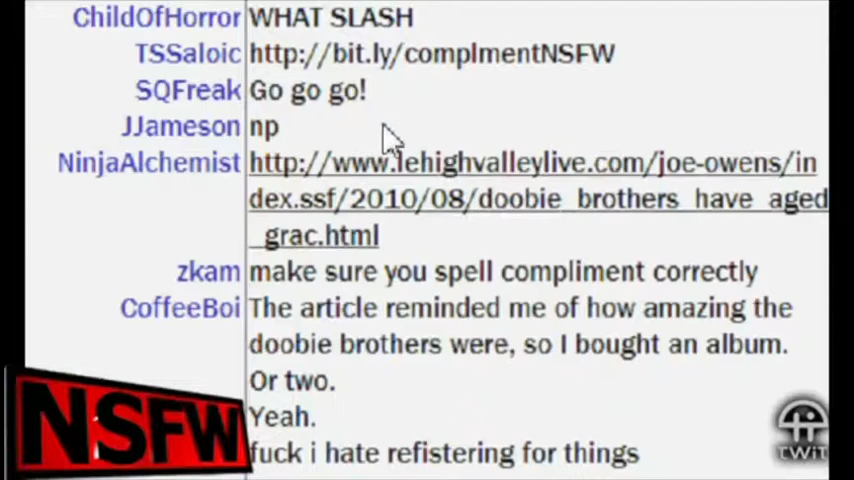 ChildOfHorror WHAT SLASH
TSSaloic http://bit.ly/complmentNSFW
SQFreak Go go go!
JJameson np
NinjaAlchemist http://www.lehighvalleylive.com/joe-owens/in
dex.ssf/2010/08/doobie_brothers_have_aged
_grac.html
zkam make sure you spell compliment correctly
CoffeeBoi The article reminded me of how amazing the
doobie brothers were, so I bought an album.
Or two.
Yeah.
fuck i hate refistering for things
NSFW
TWiT